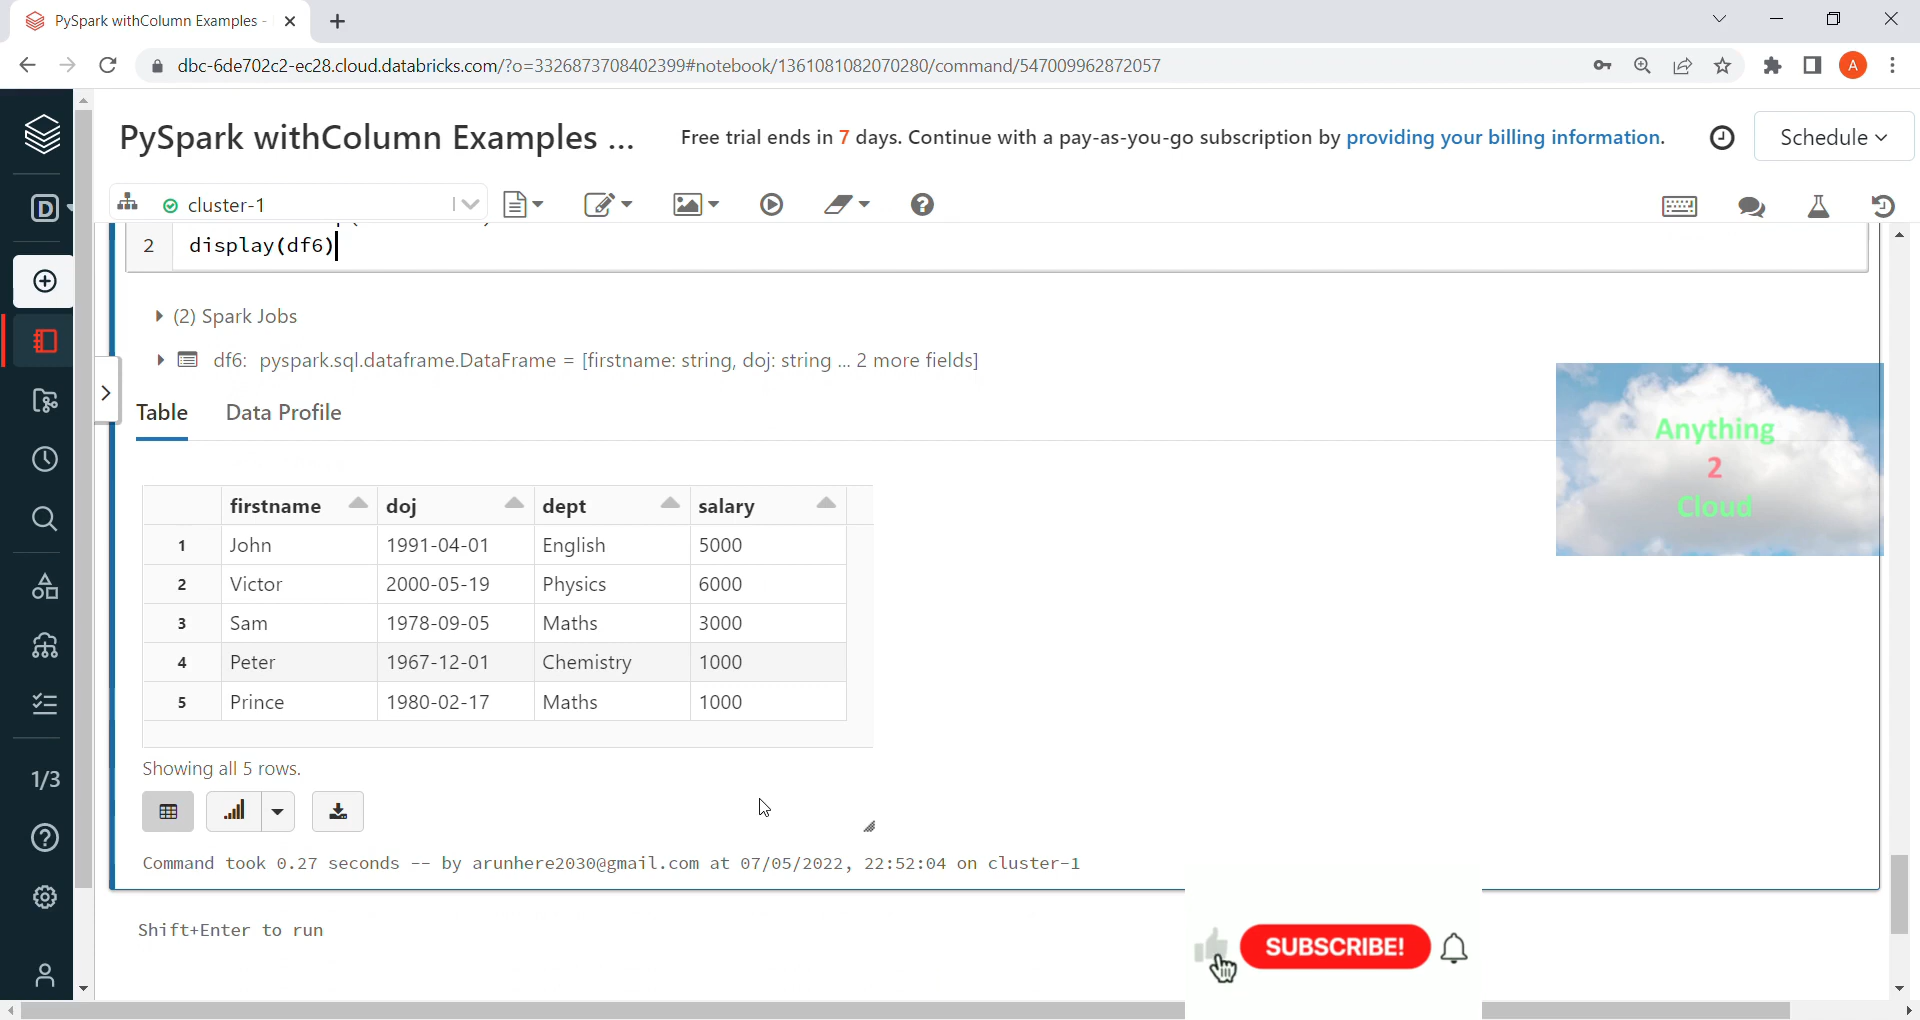 PySpark withColumn Examples -
dbc-6de702c2-ec28.cloud.databricks.com/?o=3326873708402399#notebook/1361081082070280/command/547009962872057
A
PySpark withColumn Examples ...
Free trial ends in 7 days. Continue with a pay-as-you-go subscription by providing your billing information.
Schedule
D
cluster-1
2 display(df6)
(2) Spark Jobs
df6: pyspark.sql.dataframe.DataFrame = [firstname: string, doj: string ... 2 more fields]
Table Data Profile
Anything
2
Cloud
firstname doj dept salary
1 John 1991-04-01 English 5000
2 Victor 2000-05-19 Physics 6000
3 Sam 1978-09-05 Maths 3000
4 Peter 1967-12-01 Chemistry 1000
5 Prince 1980-02-17 Maths 1000
Showing all 5 rows.
1/3
Command took 0.27 seconds -- by arunhere2030@gmail.com at 07/05/2022, 22:52:04 on cluster-1
Shift+Enter to run
SUBSCRIBE!